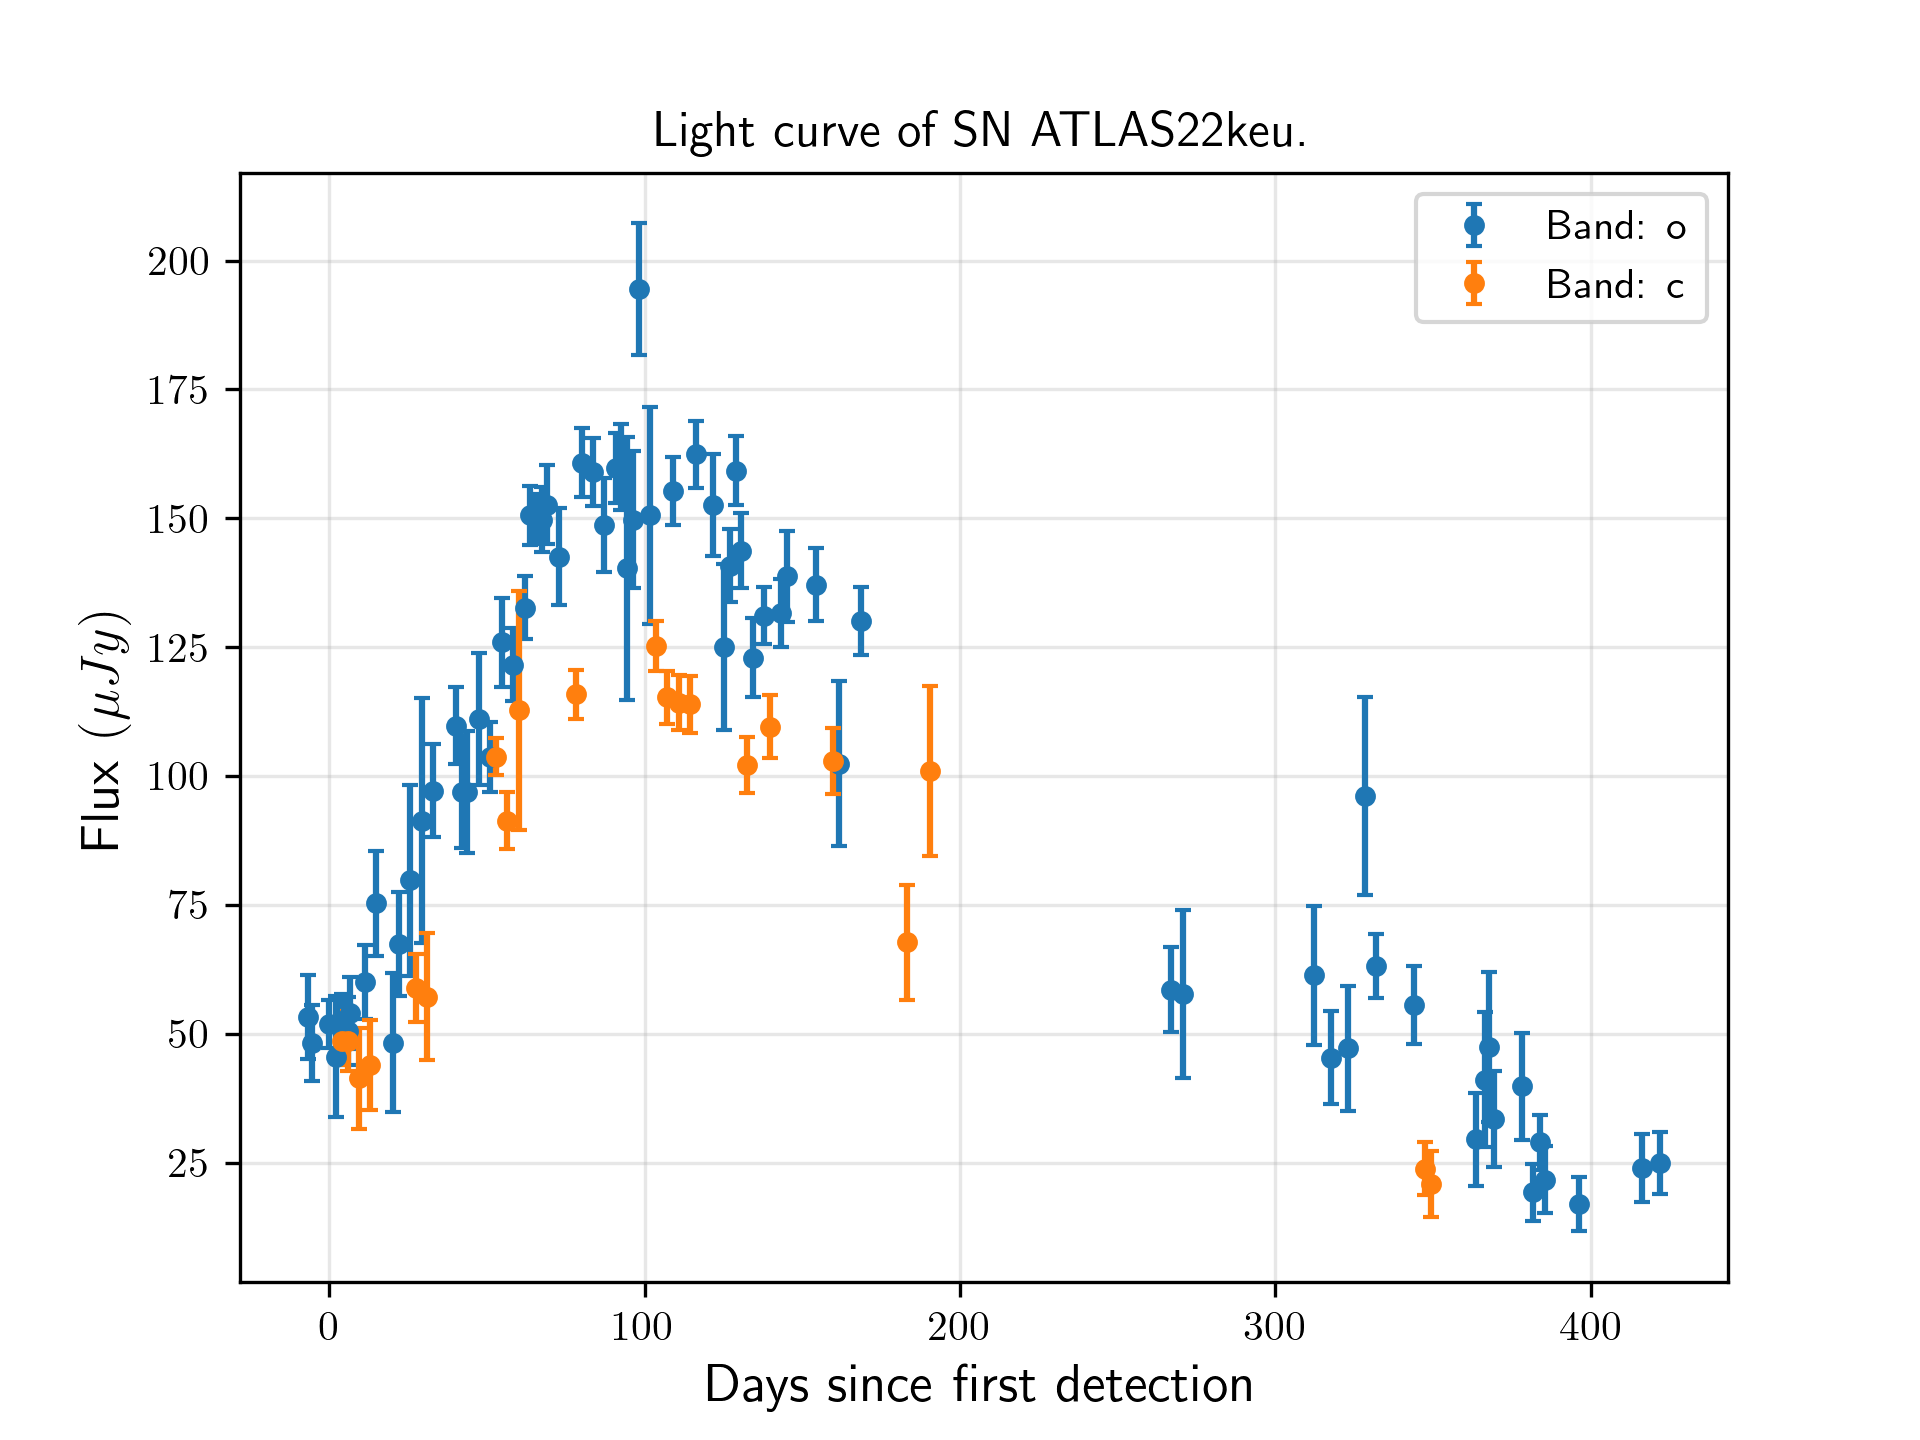 Light curve of SN ATLAS22keu.
Band: o
Band: c
Flux (μJy)
200
175
150
125
100
75
50
25
0 100 200 300 400
Days since first detection